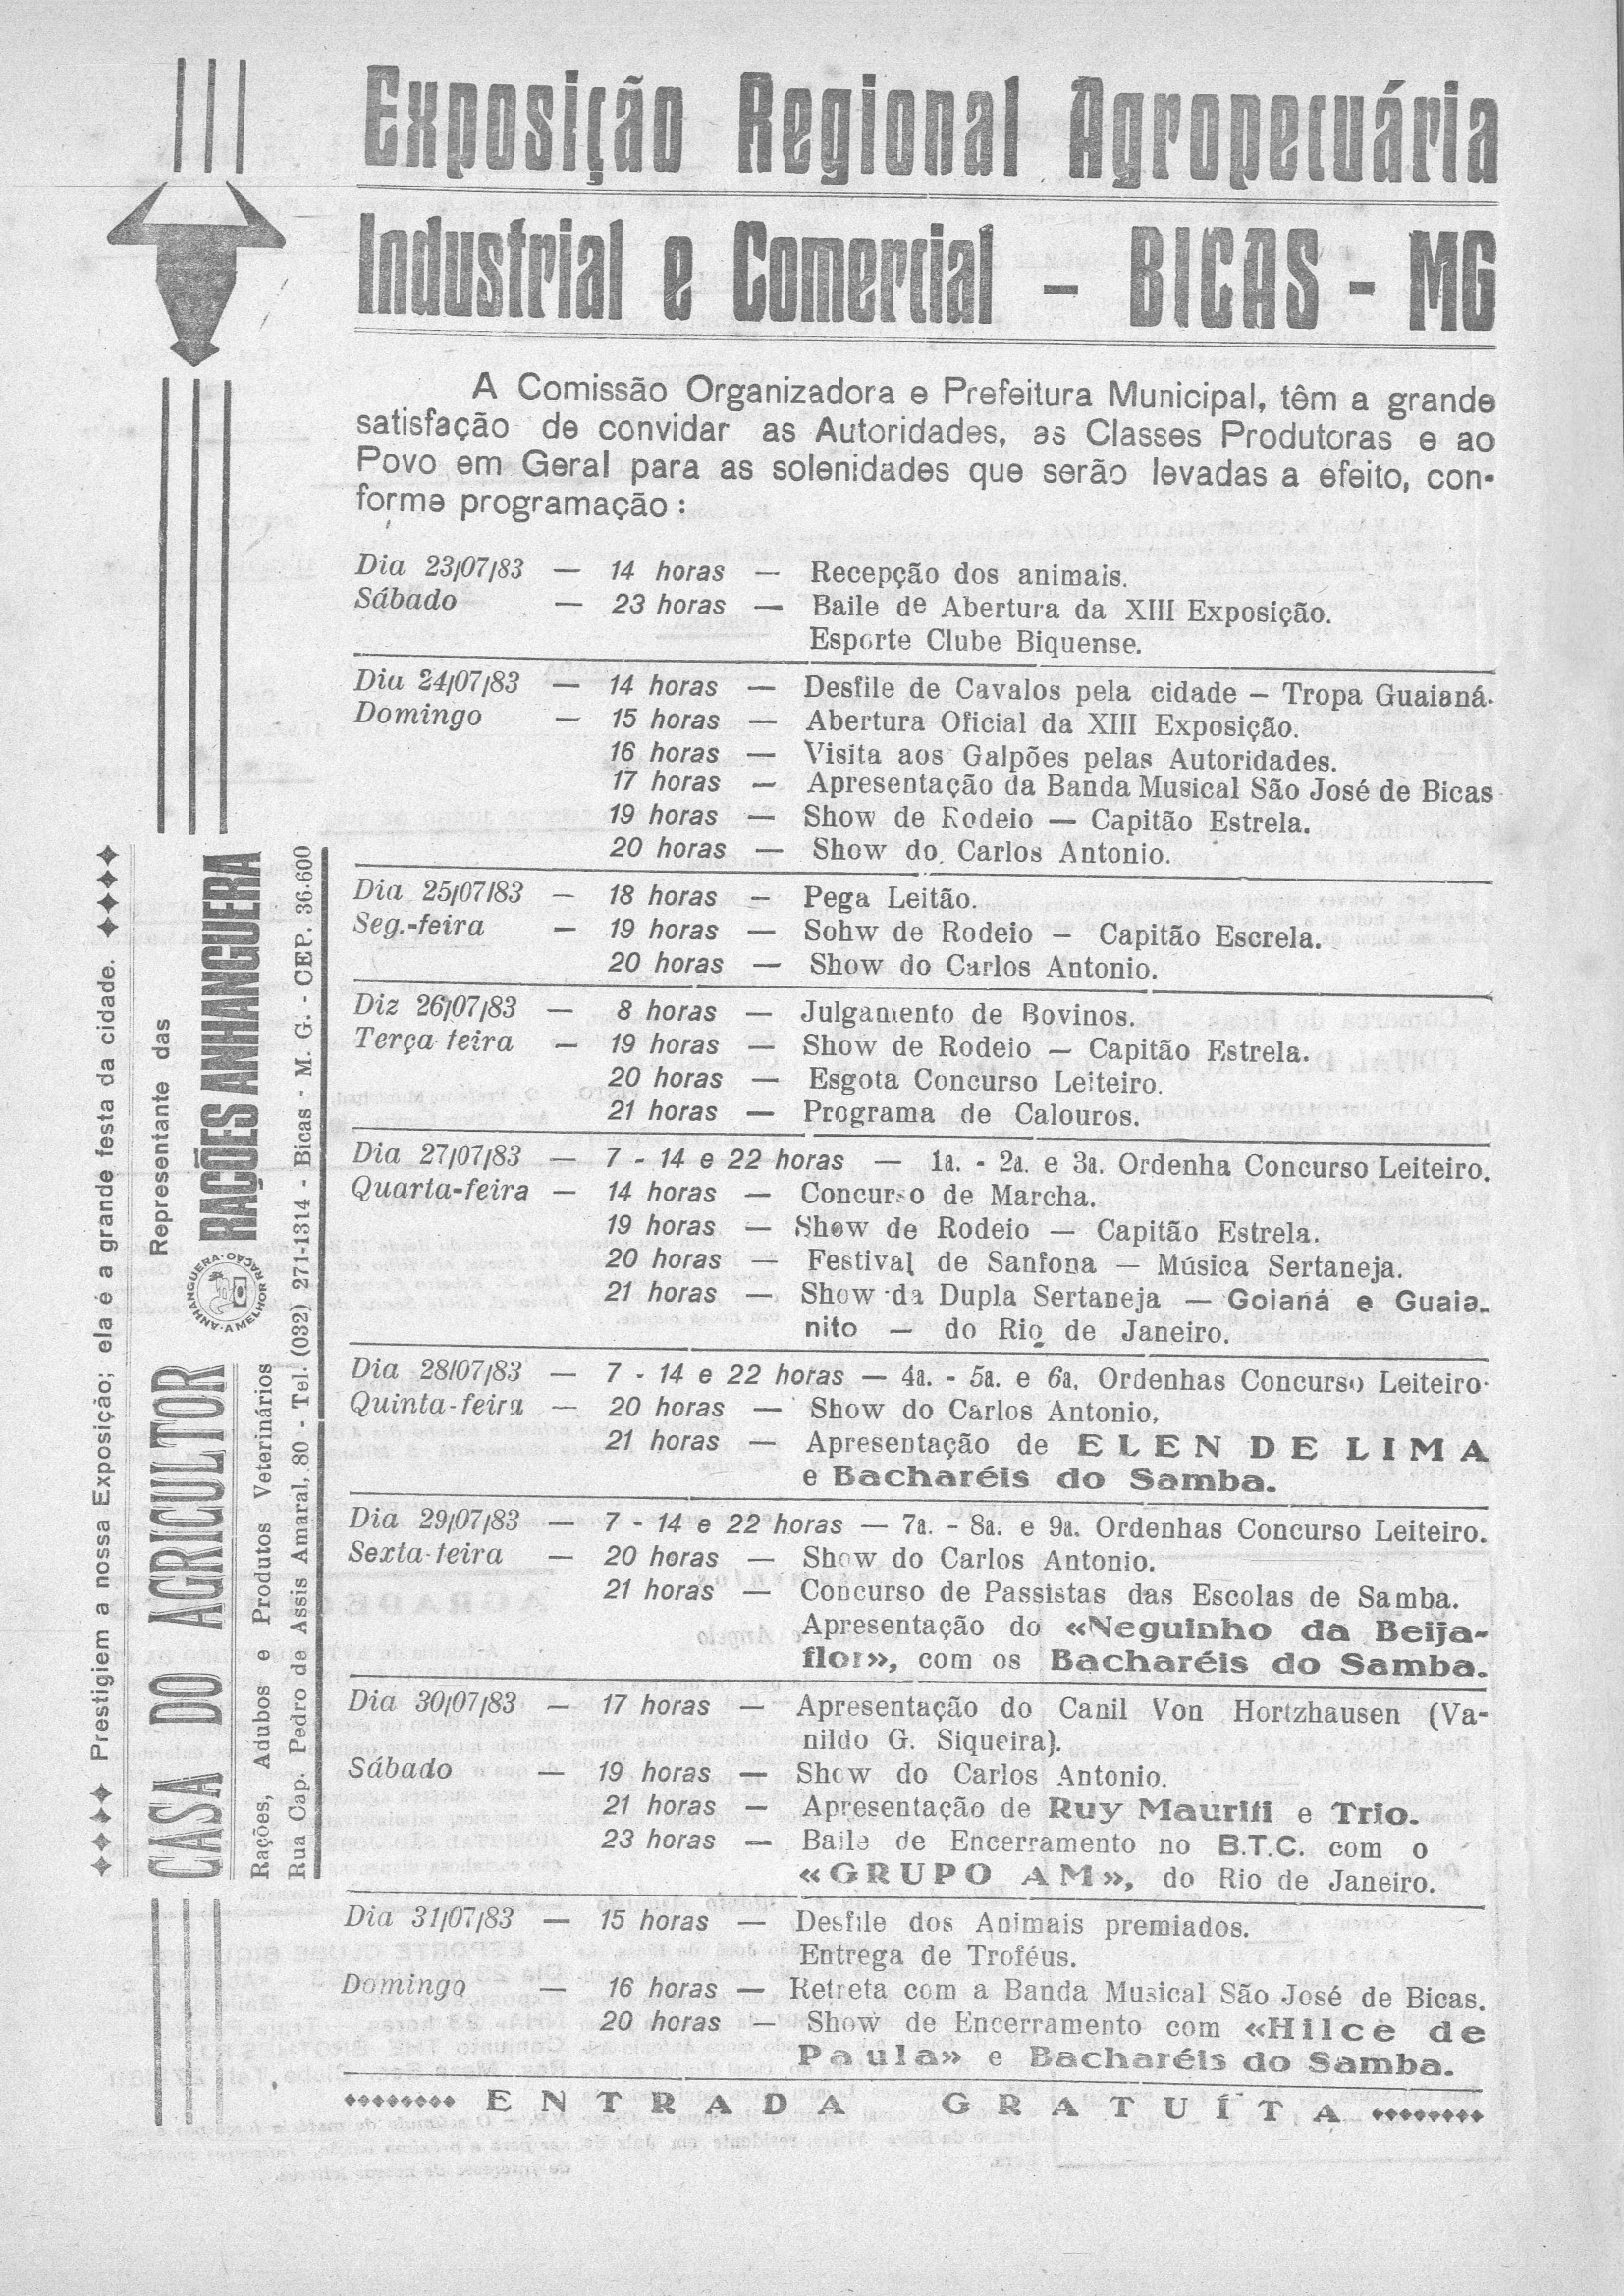 Exposição Regional Agropecuária
Industrial e Comercial - BICAS - MG
A Comissão Organizadora e Prefeitura Municipal, têm a grande
satisfação de convidar as Autoridades, as Classes Produtoras e ao
Povo em Geral para as solenidades que serão levadas a efeito, con-
forme programação:
Dia 23/07/83 — 14 horas — Recepção dos animais.
Sábado — 23 horas — Baile de Abertura da XIII Exposição.
Esporte Clube Biquense.
Dia 24/07/83 — 14 horas — Desfile de Cavalos pela cidade — Tropa Guaianá.
Domingo — 15 horas — Abertura Oficial da XIII Exposição.
16 horas — Visita aos Galpões pelas Autoridades.
17 horas — Apresentação da Banda Musical São José de Bicas
19 horas — Show de Rodeio — Capitão Estrela.
20 horas — Show do Carlos Antonio.
Dia 25/07/83 — 18 horas — Pega Leitão.
Seg.-feira — 19 horas — Sohw de Rodeio — Capitão Escrela.
20 horas — Show do Carlos Antonio.
Diz 26/07/83 — 8 horas — Julgamento de Bovinos.
Terça-feira — 19 horas — Show de Rodeio — Capitão Estrela.
20 horas — Esgota Concurso Leiteiro.
21 horas — Programa de Calouros.
Dia 27/07/83 — 7 - 14 e 22 horas — 1a. - 2a. e 3a. Ordenha Concurso Leiteiro.
Quarta-feira — 14 horas — Concurso de Marcha.
19 horas — Show de Rodeio — Capitão Estrela.
20 horas — Festival de Sanfona — Música Sertaneja.
21 horas — Show da Dupla Sertaneja — Goianá e Guaia-
nito — do Rio de Janeiro.
Dia 28/07/83 — 7 - 14 e 22 horas — 4a. - 5a. e 6a. Ordenhas Concurso Leiteiro.
Quinta-feira — 20 horas — Show do Carlos Antonio.
21 horas — Apresentação de ELEN DE LIMA
e Bacharéis do Samba.
Dia 29/07/83 — 7 - 14 e 22 horas — 7a. - 8a. e 9a. Ordenhas Concurso Leiteiro.
Sexta-feira — 20 horas — Show do Carlos Antonio.
21 horas — Concurso de Passistas das Escolas de Samba.
Apresentação do «Neguinho da Beija-
flor», com os Bacharéis do Samba.
Dia 30/07/83 — 17 horas — Apresentação do Canil Von Hortzhausen (Va-
nildo G. Siqueira).
Sábado — 19 horas — Show do Carlos Antonio.
21 horas — Apresentação de Ruy Mauriti e Trio.
23 horas — Baile de Encerramento no B.T.C. com o
«GRUPO AM», do Rio de Janeiro.
Dia 31/07/83 — 15 horas — Desfile dos Animais premiados.
Entrega de Troféus.
Domingo — 16 horas — Retreta com a Banda Musical São José de Bicas.
20 horas — Show de Encerramento com «Hilce de
Paula» e Bacharéis do Samba.
ENTRADA GRATUÍTA
Prestigiem a nossa Exposição; ela é a grande festa da cidade.
CASA DO AGRICULTOR
Representante das
RAÇÕES ANHANGUERA
ANHANGUERA - A MELHOR RAÇÃO
Rações, Adubos e Produtos Veterinários
Rua Cap. Pedro de Assis Amaral, 80 - Tel. (032) 271-1314 - Bicas - M. G. - CEP. 36.600